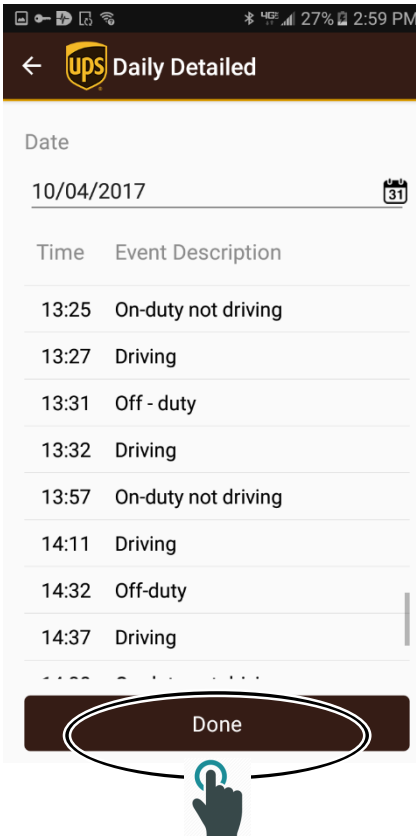 4G 27% 2:59 PM
ups Daily Detailed
Date
10/04/2017 31
Time Event Description
13:25 On-duty not driving
13:27 Driving
13:31 Off - duty
13:32 Driving
13:57 On-duty not driving
14:11 Driving
14:32 Off-duty
14:37 Driving
Done